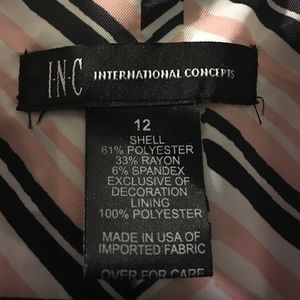 I·N·C INTERNATIONAL CONCEPTS
12
SHELL
61% POLYESTER
33% RAYON
6% SPANDEX
EXCLUSIVE OF
DECORATION
LINING
100% POLYESTER
MADE IN USA OF
IMPORTED FABRIC
OVER FOR CARE